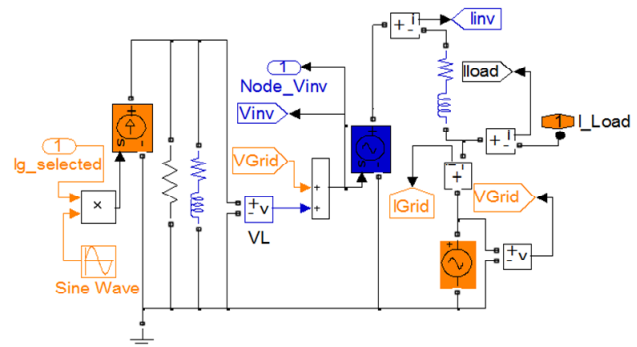 Iinv
1
Node_Vinv
Iload
Vinv
1
I_Load
1
Ig_selected
VGrid
s
+
-
s
×
+
+
+
-
v
VL
IGrid
VGrid
+
-
v
Sine Wave